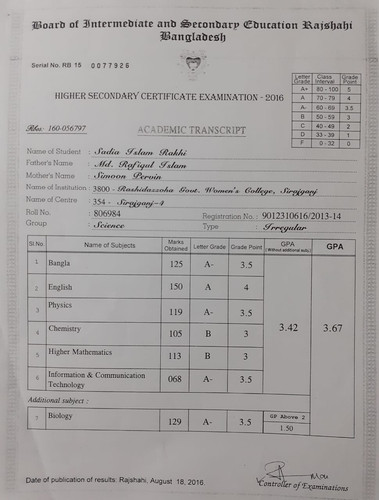 Board of Intermediate and Secondary Education Rajshahi
Bangladesh
Serial No. RB 15 0077926
HIGHER SECONDARY CERTIFICATE EXAMINATION - 2016
Letter Grade Class Interval Grade Point
A+ 80 - 100 5
A 70 - 79 4
A- 60 - 69 3.5
B 50 - 59 3
C 40 - 49 2
D 33 - 39 1
F 0 - 32 0
160-056797
ACADEMIC TRANSCRIPT
Name of Student : Sadia Islam Rakhi
Father's Name : Md. Rafiqul Islam
Mother's Name : Simoon Pervin
Name of Institution : 3800 - Rashidazzoha Govt. Women's College, Sirajganj
Name of Centre : 354 - Sirajganj-4
Roll No. : 806984
Registration No. : 9012310616/2013-14
Group : Science
Type : Irregular
Sl.No. Name of Subjects Marks Obtained Letter Grade Grade Point GPA (Without additional sub.) GPA
1 Bangla 125 A- 3.5
2 English 150 A 4
3 Physics 119 A- 3.5
4 Chemistry 105 B 3
5 Higher Mathematics 113 B 3
6 Information & Communication Technology 068 A- 3.5
3.42 3.67
Additional subject :
7 Biology 129 A- 3.5
GP Above 2
1.50
Date of publication of results: Rajshahi, August 18, 2016.
Controller of Examinations